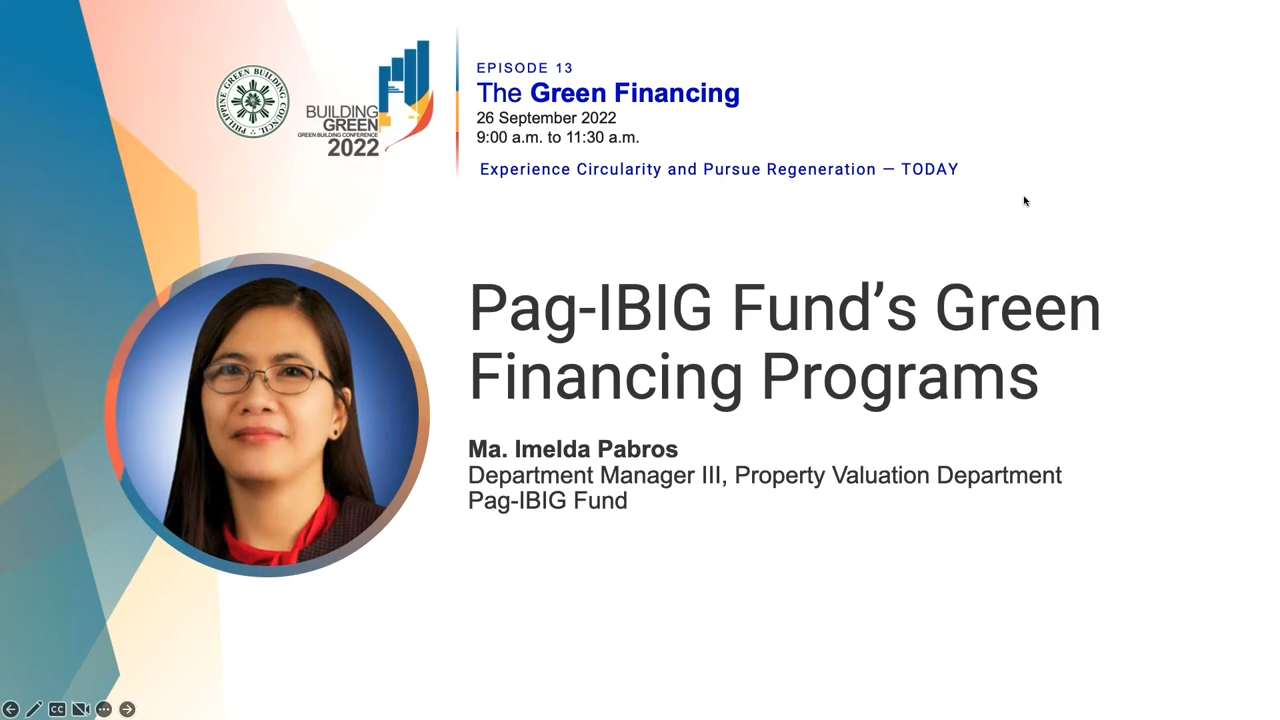 PHILIPPINE GREEN BUILDING COUNCIL
BUILDING
GREEN
GREEN BUILDING CONFERENCE
2022
EPISODE 13
The Green Financing
26 September 2022
9:00 a.m. to 11:30 a.m.
Experience Circularity and Pursue Regeneration — TODAY
Pag-IBIG Fund’s Green
Financing Programs
Ma. Imelda Pabros
Department Manager III, Property Valuation Department
Pag-IBIG Fund
CC